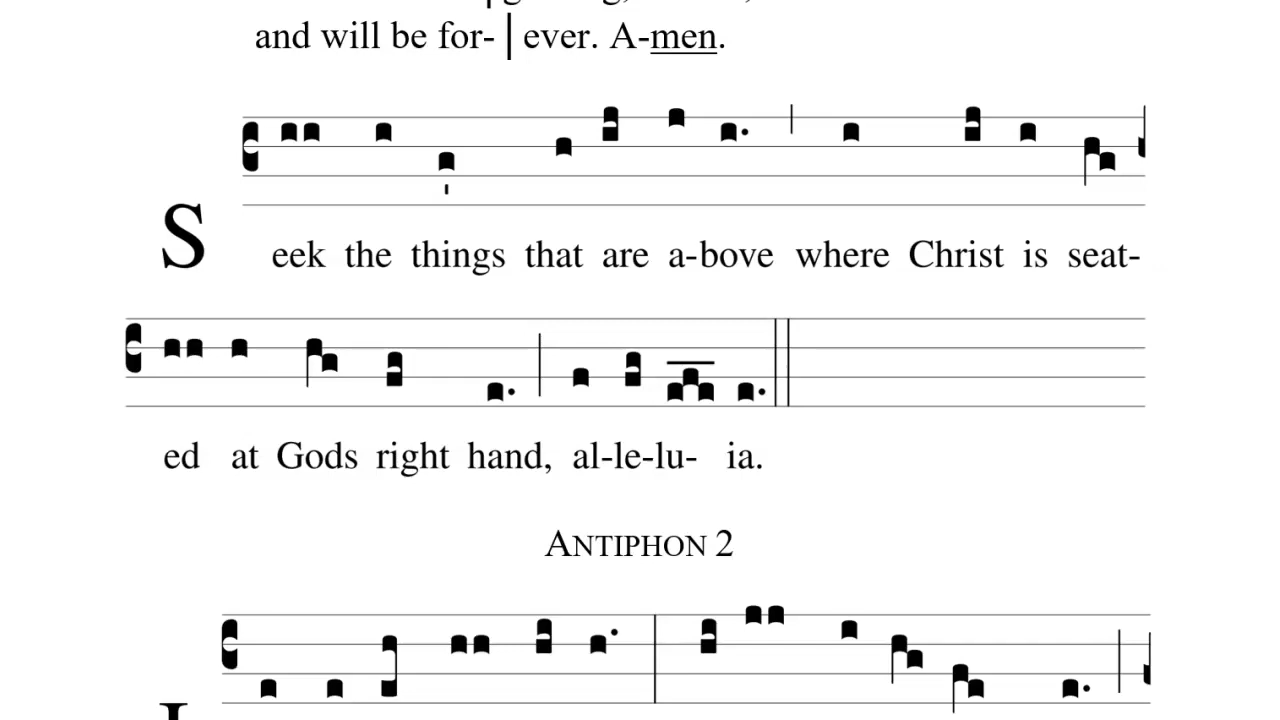 and will be for- | ever. A-men.
Seek the things that are a-bove where Christ is seat-
ed at Gods right hand, al-le-lu- ia.
ANTIPHON 2